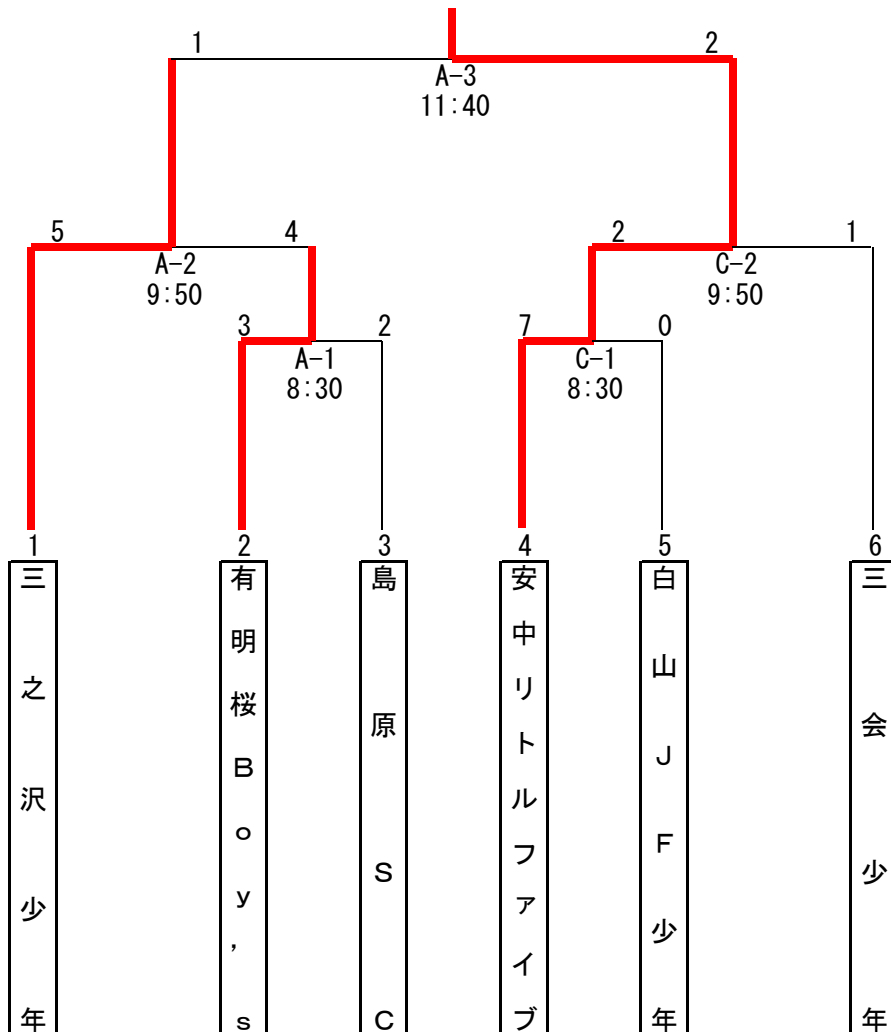 1
2
A-3
11:40
5
4
2
1
A-2
9:50
C-2
9:50
3
2
7
0
A-1
8:30
C-1
8:30
1
2
3
4
5
6
三之沢少年
有明桜Ｂｏｙ’ｓ
島原ＳＣ
安中リトルファイブ
白山ＪＦ少年
三会少年